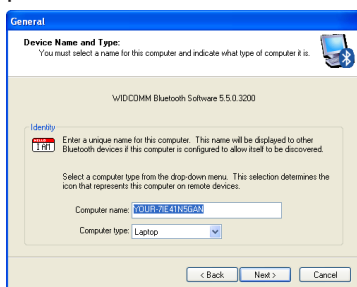 General
Device Name and Type:
You must select a name for this computer and indicate what type of computer it is.
WIDCOMM Bluetooth Software 5.5.0.3200
Identity
HELLO
I AM
Enter a unique name for this computer. This name will be displayed to other
Bluetooth devices if this computer is configured to allow itself to be discovered.
Select a computer type from the drop-down menu. This selection determines the
icon that represents this computer on remote devices.
Computer name: YOUR-7IE41N5GAN
Computer type: Laptop
< Back Next > Cancel